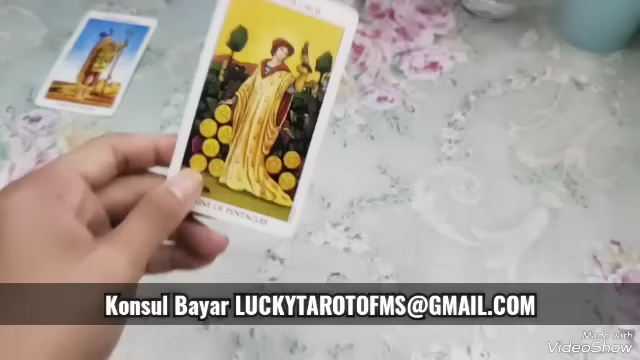 NINE OF PENTACLES
Konsul Bayar LUCKYTAROTOFMS@GMAIL.COM
Made with
VideoShow